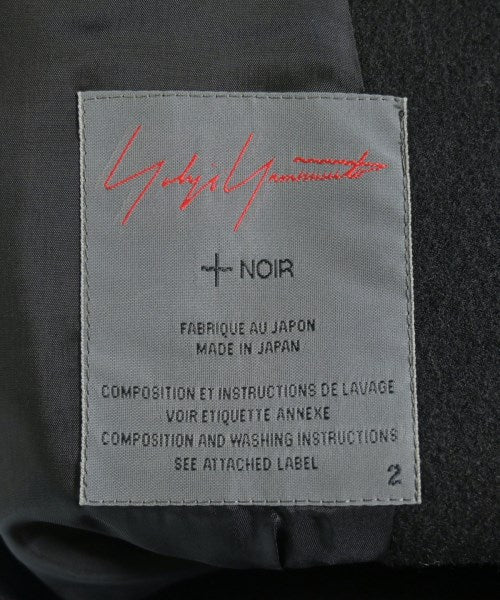 Yohji Yamamoto
+ NOIR
FABRIQUE AU JAPON
MADE IN JAPAN
COMPOSITION ET INSTRUCTIONS DE LAVAGE
VOIR ETIQUETTE ANNEXE
COMPOSITION AND WASHING INSTRUCTIONS
SEE ATTACHED LABEL
2